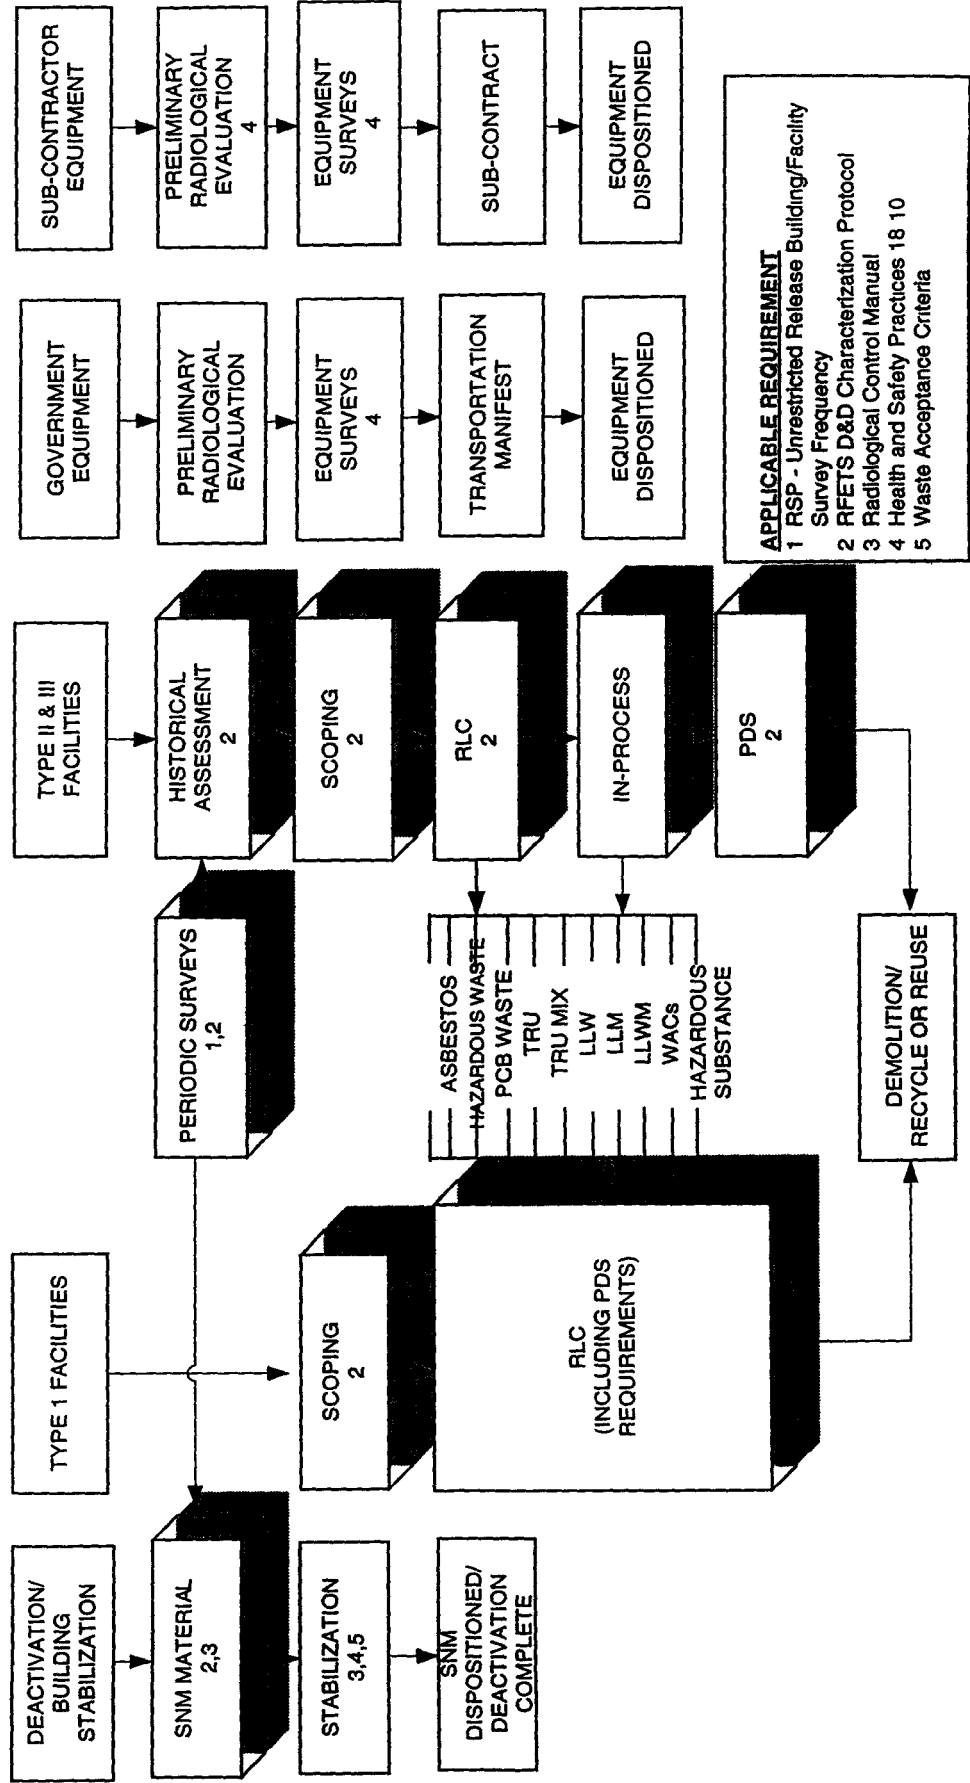 DEACTIVATION/
BUILDING
STABILIZATION
SNM MATERIAL
2,3
STABILIZATION
3,4,5
SNM
DISPOSITIONED/
DEACTIVATION
COMPLETE
TYPE 1 FACILITIES
SCOPING
2
RLC
(INCLUDING PDS
REQUIREMENTS)
PERIODIC SURVEYS
1,2
ASBESTOS
HAZARDOUS WASTE
PCB WASTE
TRU
TRU MIX
LLW
LLM
LLWM
WACs
HAZARDOUS
SUBSTANCE
DEMOLITION/
RECYCLE OR REUSE
TYPE II & III
FACILITIES
HISTORICAL
ASSESSMENT
2
SCOPING
2
RLC
2
IN-PROCESS
PDS
2
GOVERNMENT
EQUIPMENT
PRELIMINARY
RADIOLOGICAL
EVALUATION
EQUIPMENT
SURVEYS
4
TRANSPORTATION
MANIFEST
EQUIPMENT
DISPOSITIONED
SUB-CONTRACTOR
EQUIPMENT
PRELIMINARY
RADIOLOGICAL
EVALUATION
4
EQUIPMENT
SURVEYS
4
SUB-CONTRACT
EQUIPMENT
DISPOSITIONED
APPLICABLE REQUIREMENT
1 RSP - Unrestricted Release Building/Facility
Survey Frequency
2 RFETS D&D Characterization Protocol
3 Radiological Control Manual
4 Health and Safety Practices 18 10
5 Waste Acceptance Criteria